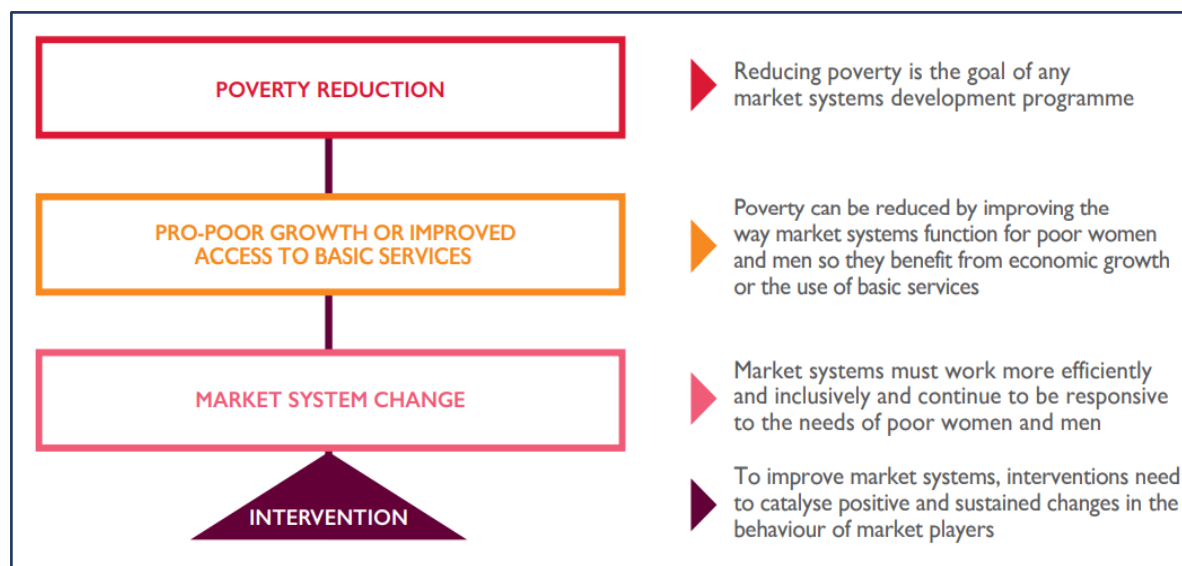 POVERTY REDUCTION
Reducing poverty is the goal of any
market systems development programme
PRO-POOR GROWTH OR IMPROVED
ACCESS TO BASIC SERVICES
Poverty can be reduced by improving the
way market systems function for poor women
and men so they benefit from economic growth
or the use of basic services
MARKET SYSTEM CHANGE
Market systems must work more efficiently
and inclusively and continue to be responsive
to the needs of poor women and men
INTERVENTION
To improve market systems, interventions need
to catalyse positive and sustained changes in the
behaviour of market players